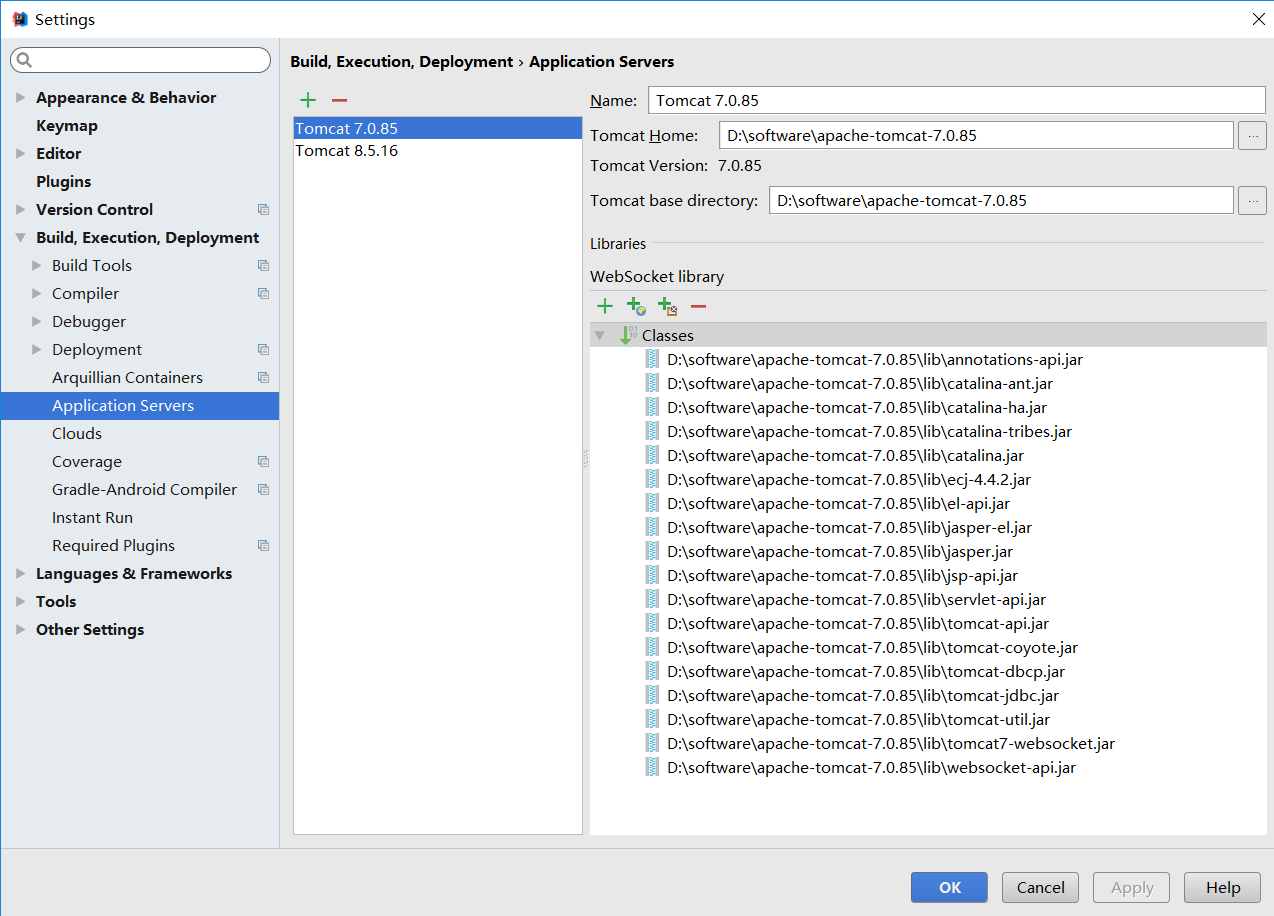 Settings
Appearance & Behavior
Keymap
Editor
Plugins
Version Control
Build, Execution, Deployment
Build Tools
Compiler
Debugger
Deployment
Arquillian Containers
Application Servers
Clouds
Coverage
Gradle-Android Compiler
Instant Run
Required Plugins
Languages & Frameworks
Tools
Other Settings
Build, Execution, Deployment › Application Servers
Tomcat 7.0.85
Tomcat 8.5.16
Name: Tomcat 7.0.85
Tomcat Home: D:\software\apache-tomcat-7.0.85 ...
Tomcat Version: 7.0.85
Tomcat base directory: D:\software\apache-tomcat-7.0.85 ...
Libraries
WebSocket library
Classes
D:\software\apache-tomcat-7.0.85\lib\annotations-api.jar
D:\software\apache-tomcat-7.0.85\lib\catalina-ant.jar
D:\software\apache-tomcat-7.0.85\lib\catalina-ha.jar
D:\software\apache-tomcat-7.0.85\lib\catalina-tribes.jar
D:\software\apache-tomcat-7.0.85\lib\catalina.jar
D:\software\apache-tomcat-7.0.85\lib\ecj-4.4.2.jar
D:\software\apache-tomcat-7.0.85\lib\el-api.jar
D:\software\apache-tomcat-7.0.85\lib\jasper-el.jar
D:\software\apache-tomcat-7.0.85\lib\jasper.jar
D:\software\apache-tomcat-7.0.85\lib\jsp-api.jar
D:\software\apache-tomcat-7.0.85\lib\servlet-api.jar
D:\software\apache-tomcat-7.0.85\lib\tomcat-api.jar
D:\software\apache-tomcat-7.0.85\lib\tomcat-coyote.jar
D:\software\apache-tomcat-7.0.85\lib\tomcat-dbcp.jar
D:\software\apache-tomcat-7.0.85\lib\tomcat-jdbc.jar
D:\software\apache-tomcat-7.0.85\lib\tomcat-util.jar
D:\software\apache-tomcat-7.0.85\lib\tomcat7-websocket.jar
D:\software\apache-tomcat-7.0.85\lib\websocket-api.jar
OK Cancel Apply Help